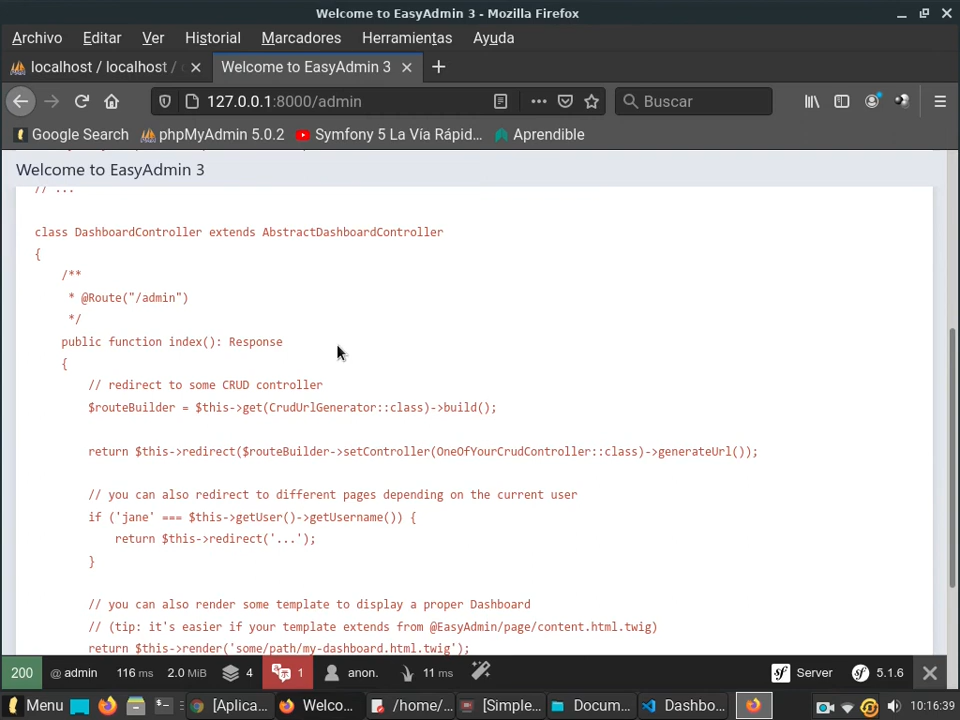 Welcome to EasyAdmin 3 - Mozilla Firefox
Archivo Editar Ver Historial Marcadores Herramientas Ayuda
localhost / localhost / Welcome to EasyAdmin 3
127.0.0.1:8000/admin Buscar
Google Search phpMyAdmin 5.0.2 Symfony 5 La Vía Rápid... Aprendible
Welcome to EasyAdmin 3
// ...
class DashboardController extends AbstractDashboardController
{
/**
* @Route("/admin")
*/
public function index(): Response
{
// redirect to some CRUD controller
$routeBuilder = $this->get(CrudUrlGenerator::class)->build();
return $this->redirect($routeBuilder->setController(OneOfYourCrudController::class)->generateUrl());
// you can also redirect to different pages depending on the current user
if ('jane' === $this->getUser()->getUsername()) {
return $this->redirect('...');
}
// you can also render some template to display a proper Dashboard
// (tip: it's easier if your template extends from @EasyAdmin/page/content.html.twig)
return $this->render('some/path/my-dashboard.html.twig');
200 @ admin 116 ms 2.0 MiB 4 1 anon. 11 ms Server 5.1.6
Menu [Aplica... Welco... /home/... [Simple... Docum... Dashbo... 10:16:39